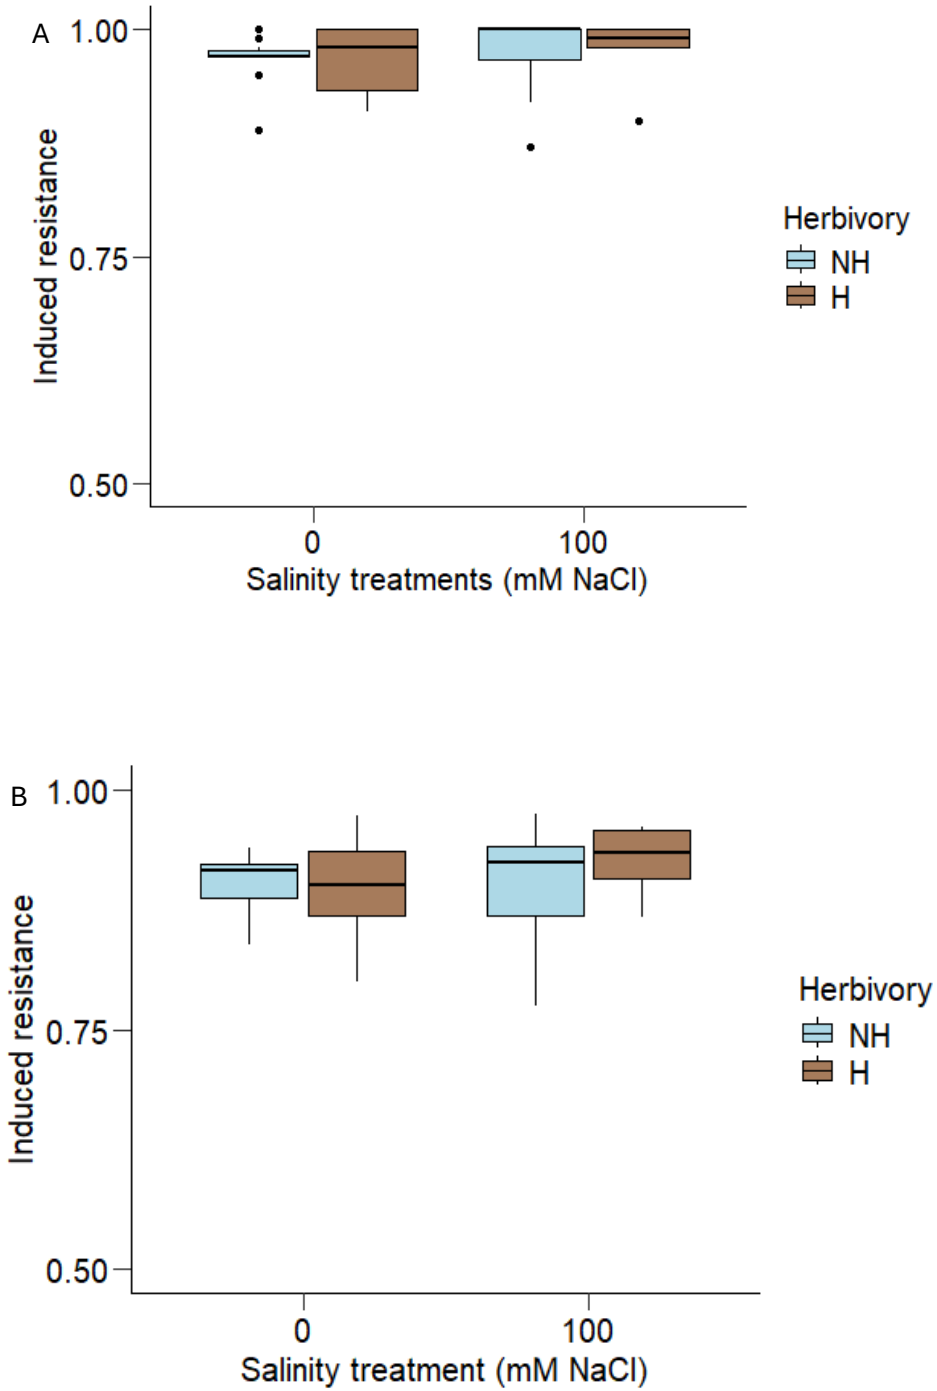 A
1.00
0.75
0.50
Induced resistance
0
100
Salinity treatments (mM NaCl)
Herbivory
NH
H
B
1.00
0.75
0.50
Induced resistance
0
100
Salinity treatment (mM NaCl)
Herbivory
NH
H